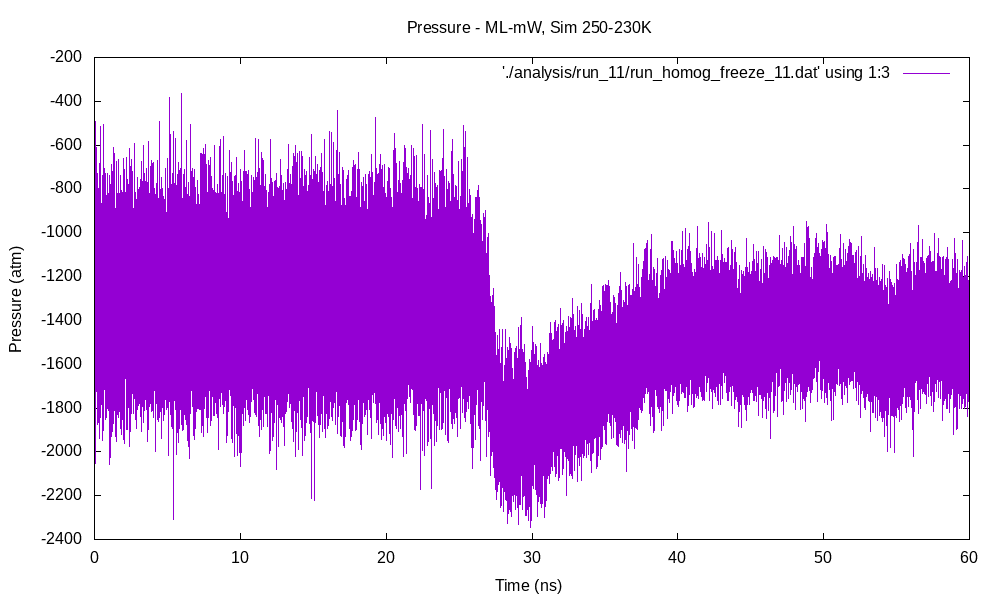 Pressure - ML-mW, Sim 250-230K
'./analysis/run_11/run_homog_freeze_11.dat' using 1:3
-200
-400
-600
-800
-1000
-1200
-1400
-1600
-1800
-2000
-2200
-2400
Pressure (atm)
0 10 20 30 40 50 60
Time (ns)